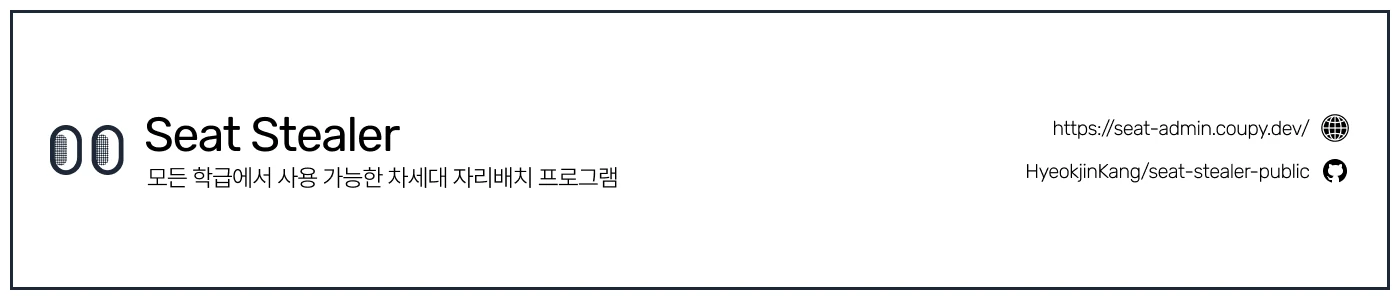 Seat Stealer
모든 학급에서 사용 가능한 차세대 자리배치 프로그램
https://seat-admin.coupy.dev/
HyeokjinKang/seat-stealer-public